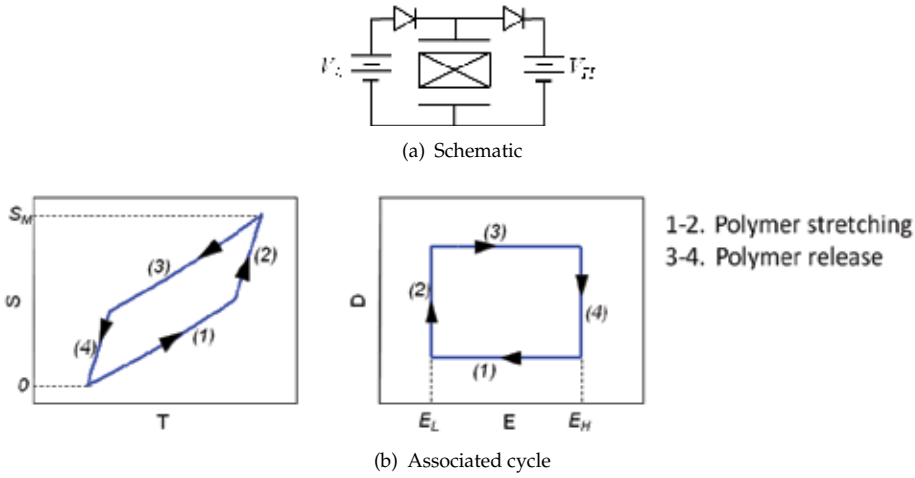 V_H
(a) Schematic
S_M
S
0
T
(1)
(2)
(3)
(4)
D
E_L
E
E_H
(1)
(2)
(3)
(4)
1-2. Polymer stretching
3-4. Polymer release
(b) Associated cycle